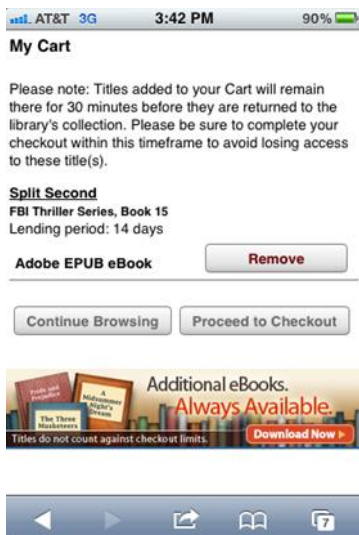 AT&T 3G 3:42 PM 90%
My Cart
Please note: Titles added to your Cart will remain
there for 30 minutes before they are returned to the
library's collection. Please be sure to complete your
checkout within this timeframe to avoid losing access
to these title(s).
Split Second
FBI Thriller Series, Book 15
Lending period: 14 days
Adobe EPUB eBook Remove
Continue Browsing Proceed to Checkout
Pride and
Prejudice
A
Midsummer
Night's
Dream
The Three
Musketeers
Additional eBooks.
Always Available.
Titles do not count against checkout limits.
Download Now
7